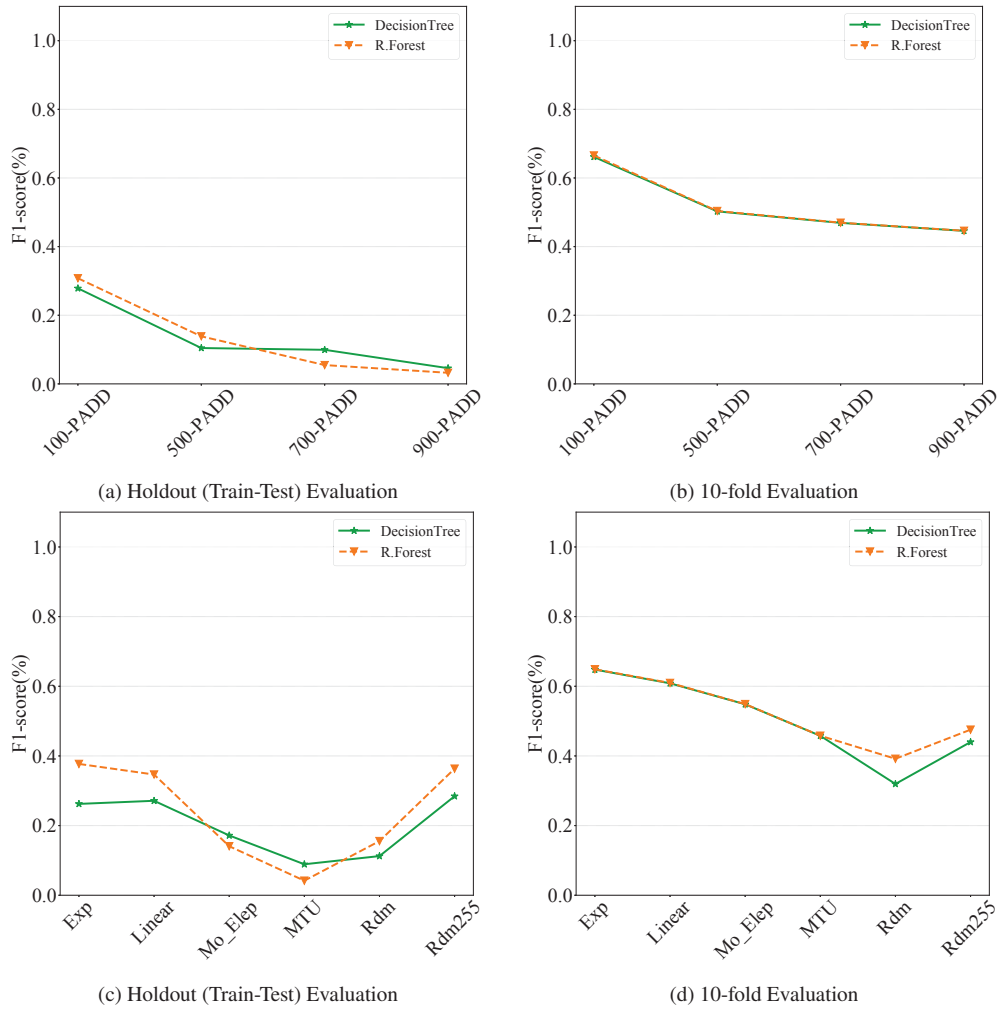 DecisionTree
R.Forest
F1-score(%)
1.0
0.8
0.6
0.4
0.2
0.0
100-PADD
500-PADD
700-PADD
900-PADD
(a) Holdout (Train-Test) Evaluation
DecisionTree
R.Forest
F1-score(%)
1.0
0.8
0.6
0.4
0.2
0.0
100-PADD
500-PADD
700-PADD
900-PADD
(b) 10-fold Evaluation
DecisionTree
R.Forest
F1-score(%)
1.0
0.8
0.6
0.4
0.2
0.0
Exp
Linear
Mo_Elep
MTU
Rdm
Rdm255
(c) Holdout (Train-Test) Evaluation
DecisionTree
R.Forest
F1-score(%)
1.0
0.8
0.6
0.4
0.2
0.0
Exp
Linear
Mo_Elep
MTU
Rdm
Rdm255
(d) 10-fold Evaluation